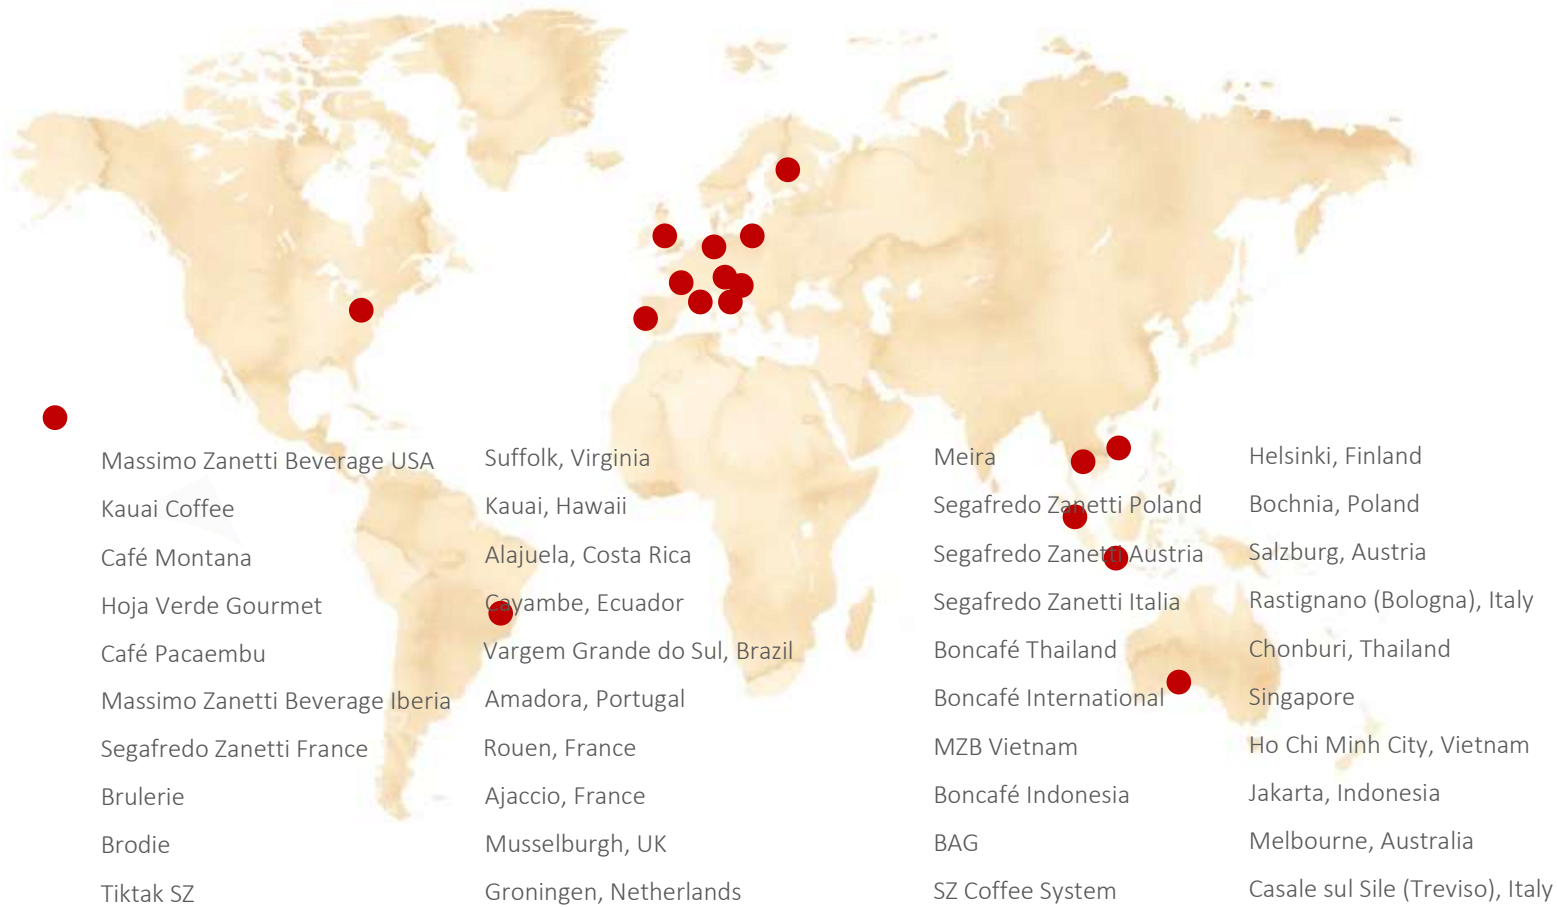 Massimo Zanetti Beverage USA Suffolk, Virginia
Kauai Coffee Kauai, Hawaii
Café Montana Alajuela, Costa Rica
Hoja Verde Gourmet Cayambe, Ecuador
Café Pacaembu Vargem Grande do Sul, Brazil
Massimo Zanetti Beverage Iberia Amadora, Portugal
Segafredo Zanetti France Rouen, France
Brulerie Ajaccio, France
Brodie Musselburgh, UK
Tiktak SZ Groningen, Netherlands
Meira Helsinki, Finland
Segafredo Zanetti Poland Bochnia, Poland
Segafredo Zanetti Austria Salzburg, Austria
Segafredo Zanetti Italia Rastignano (Bologna), Italy
Boncafé Thailand Chonburi, Thailand
Boncafé International Singapore
MZB Vietnam Ho Chi Minh City, Vietnam
Boncafé Indonesia Jakarta, Indonesia
BAG Melbourne, Australia
SZ Coffee System Casale sul Sile (Treviso), Italy